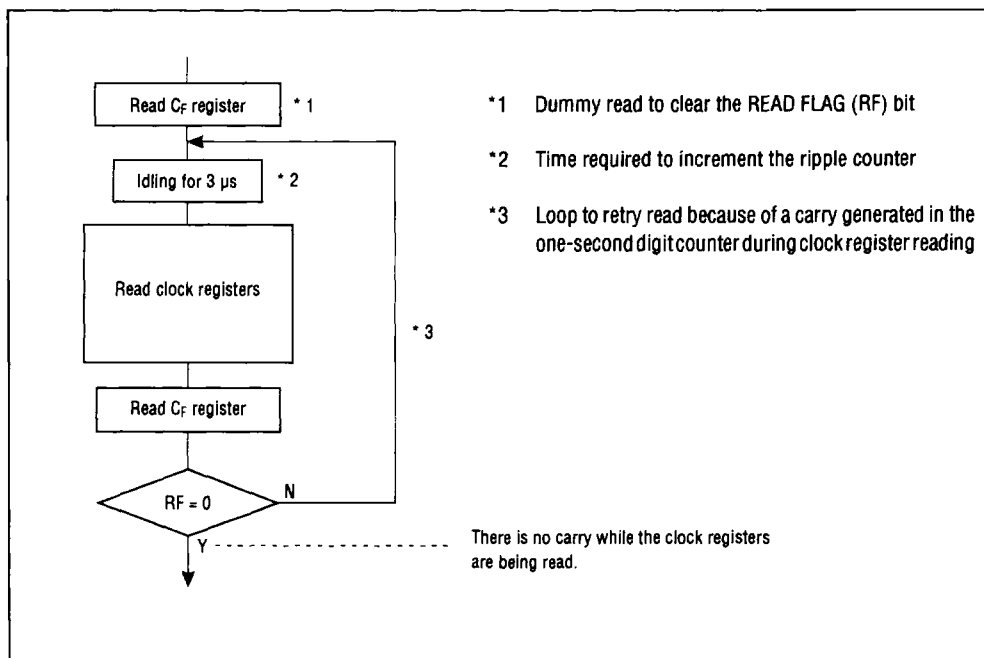 Read CF register * 1
Idling for 3 µs * 2
Read clock registers
* 3
Read CF register
RF = 0 N
Y
There is no carry while the clock registers
are being read.
*1 Dummy read to clear the READ FLAG (RF) bit
*2 Time required to increment the ripple counter
*3 Loop to retry read because of a carry generated in the
one-second digit counter during clock register reading